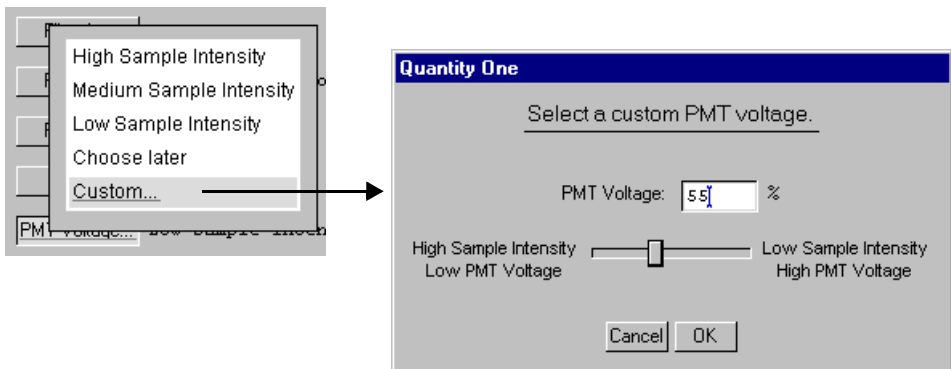 High Sample Intensity
Medium Sample Intensity
Low Sample Intensity
Choose later
Custom...
Quantity One
Select a custom PMT voltage.
PMT Voltage: 55 %
High Sample Intensity
Low PMT Voltage
Low Sample Intensity
High PMT Voltage
Cancel OK